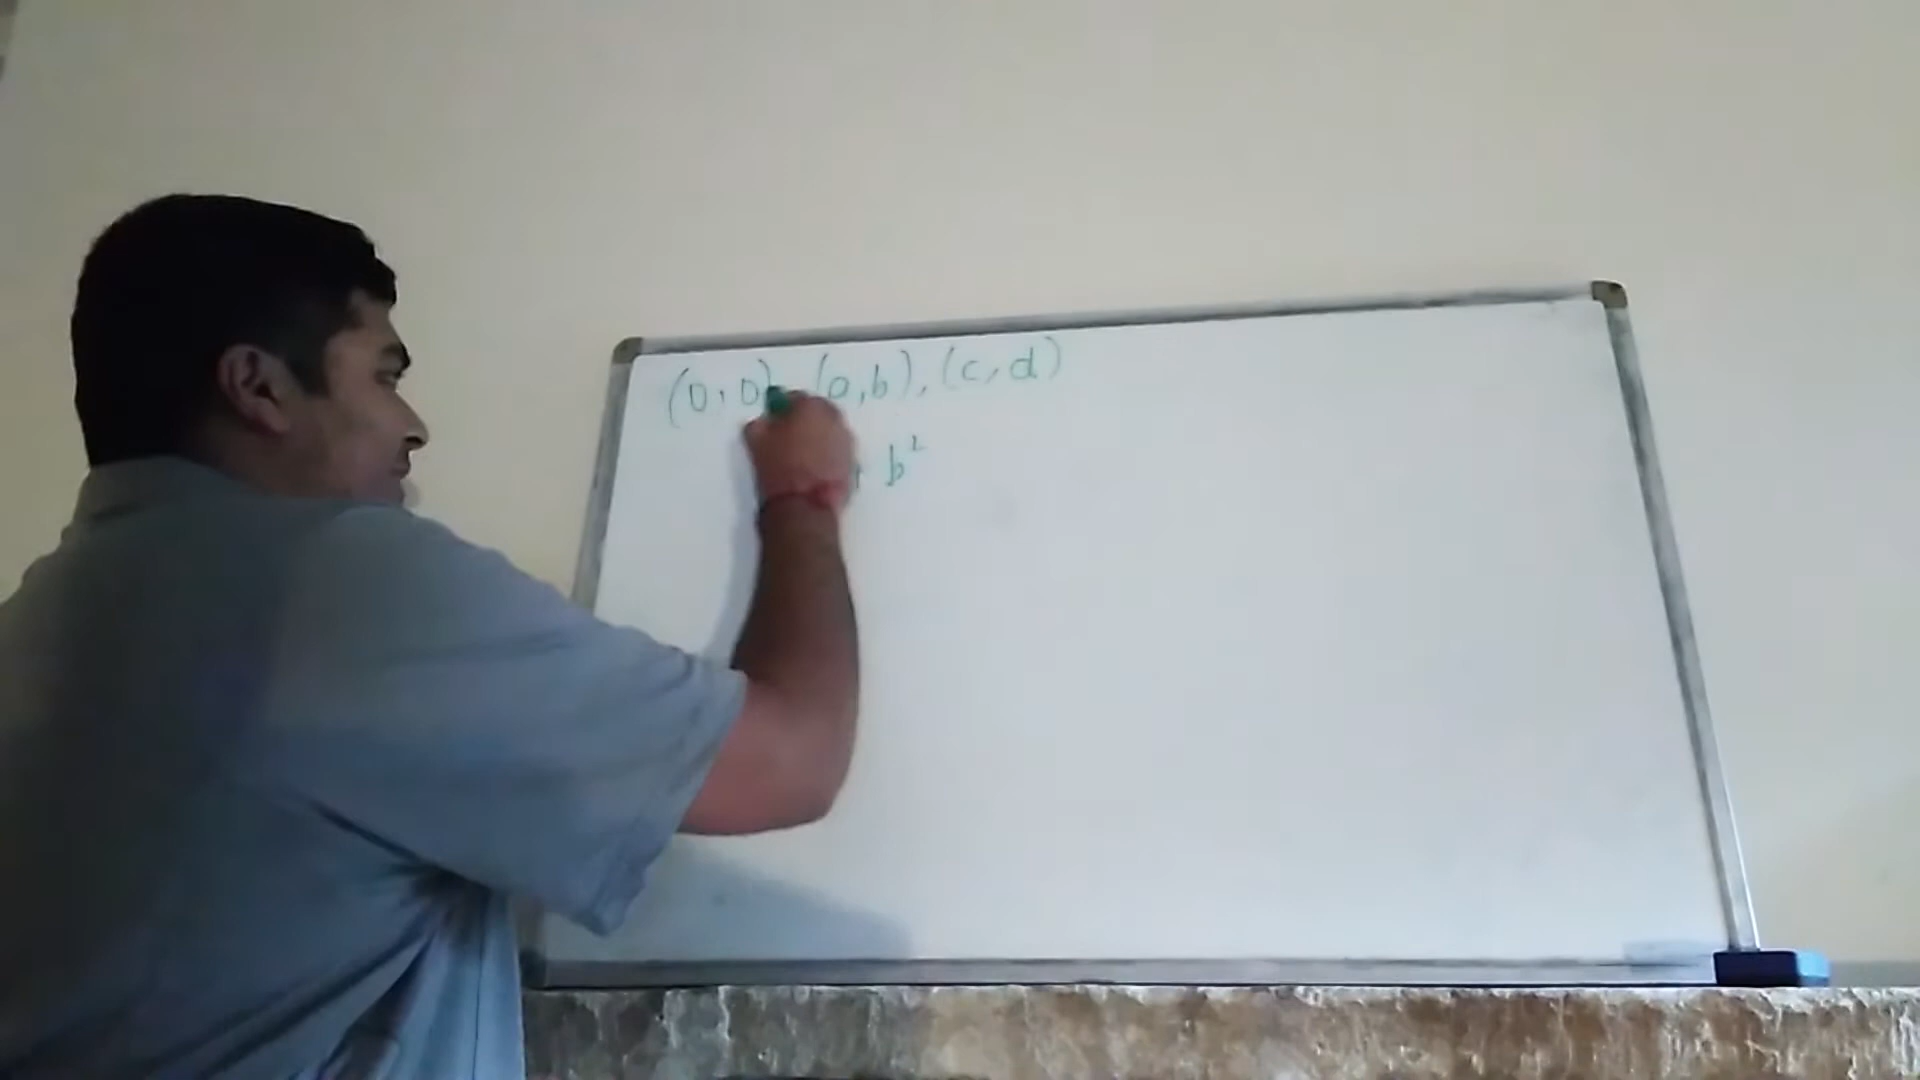 (0,0), (a,b), (c,d)
+ b²